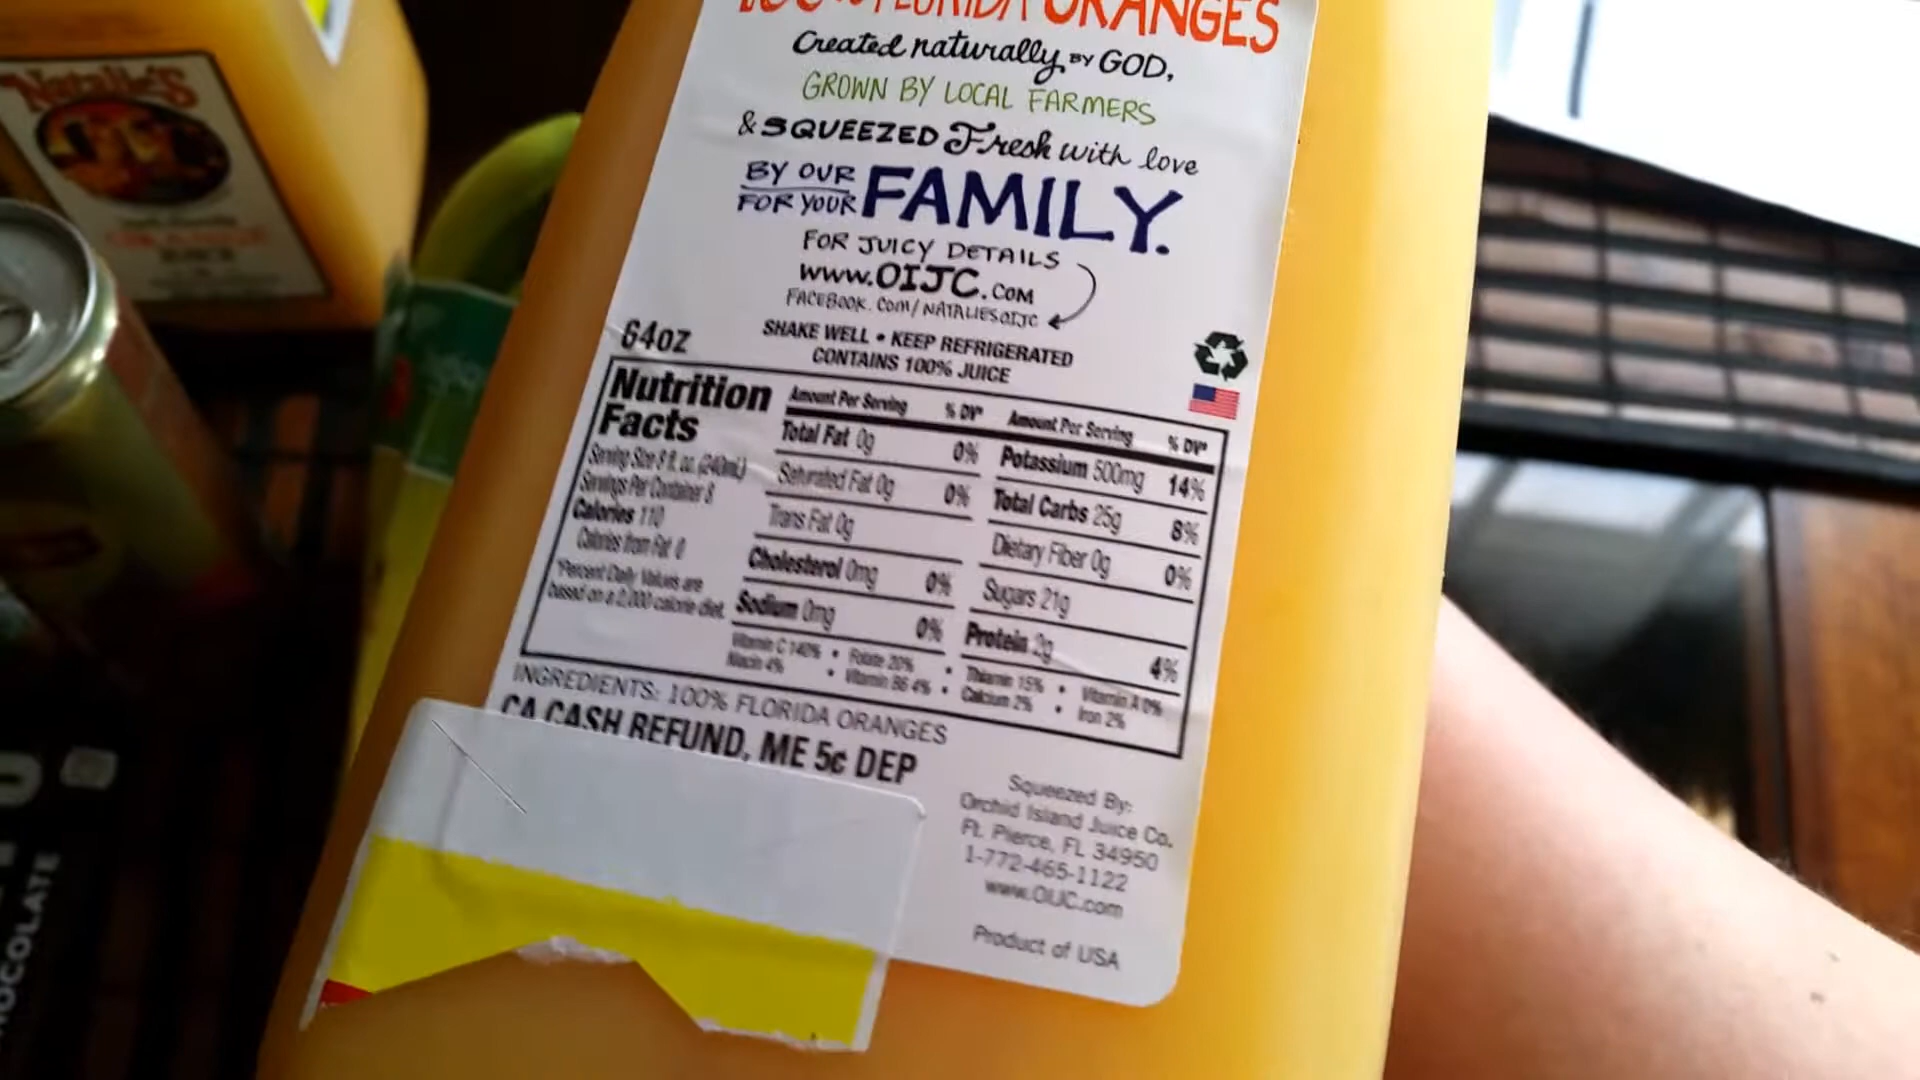 100% FLORIDA ORANGES
Created naturally BY GOD,
GROWN BY LOCAL FARMERS
& SQUEEZED Fresh with love
BY OUR
FOR YOUR
FAMILY.
FOR JUICY DETAILS
www.OIJC.COM
FACEBOOK.COM/NATALIESOIJC
64oz
SHAKE WELL • KEEP REFRIGERATED
CONTAINS 100% JUICE
Nutrition
Facts
Serving Size 8 fl. oz. (240mL)
Servings Per Container 8
Calories 110
Calories from Fat 0
*Percent Daily Values are
based on a 2,000 calorie diet.
Amount Per Serving % DV*
Total Fat 0g 0%
Saturated Fat 0g 0%
Trans Fat 0g
Cholesterol 0mg 0%
Sodium 0mg 0%
Amount Per Serving % DV*
Potassium 500mg 14%
Total Carbs 25g 8%
Dietary Fiber 0g 0%
Sugars 21g
Protein 2g 4%
Vitamin C 140% • Folate 20% • Thiamin 15% • Vitamin A 0%
Niacin 4% • Vitamin B6 4% • Calcium 2% • Iron 2%
INGREDIENTS: 100% FLORIDA ORANGES
CA CASH REFUND, ME 5¢ DEP
Squeezed By:
Orchid Island Juice Co.
Ft. Pierce, FL 34950
1-772-465-1122
www.OIJC.com
Product of USA
Natalie's
ORANGE